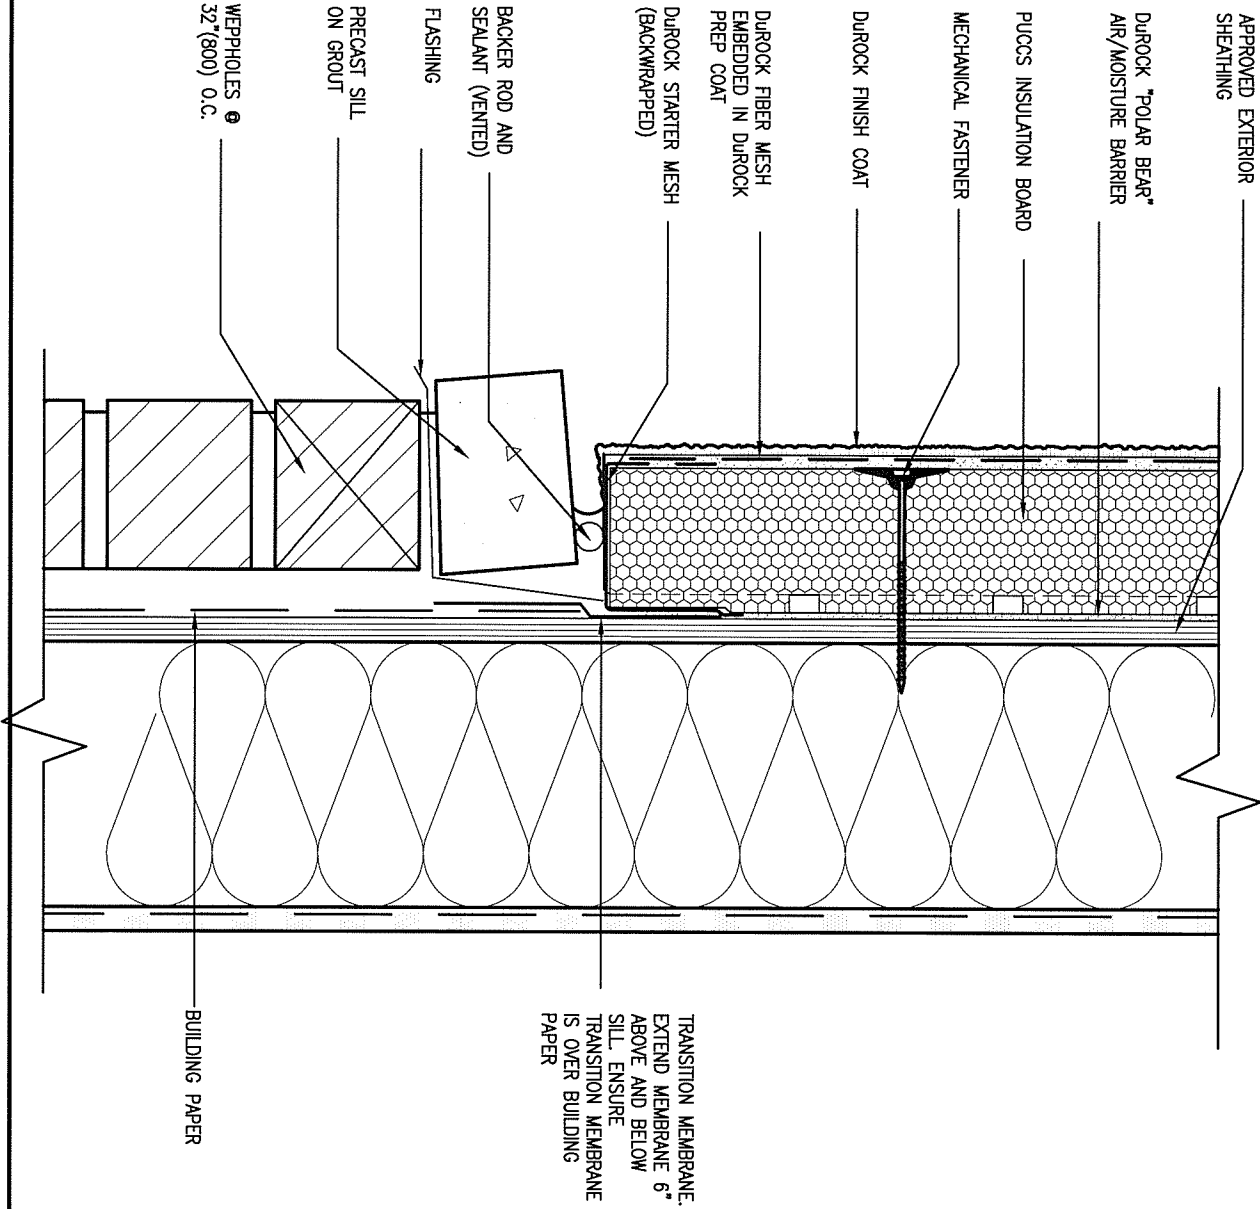 APPROVED EXTERIOR
SHEATHING
DuROCK "POLAR BEAR"
AIR/MOISTURE BARRIER
PUCCS INSULATION BOARD
MECHANICAL FASTENER
DuROCK FINISH COAT
DuROCK FIBER MESH
EMBEDDED IN DuROCK
PREP COAT
DuROCK STARTER MESH
(BACKWRAPPED)
BACKER ROD AND
SEALANT (VENTED)
FLASHING
PRECAST SILL
ON GROUT
WEPPHOLES @
32"(800) O.C.
TRANSITION MEMBRANE.
EXTEND MEMBRANE 6"
ABOVE AND BELOW
SILL. ENSURE
TRANSITION MEMBRANE
IS OVER BUILDING
PAPER
BUILDING PAPER